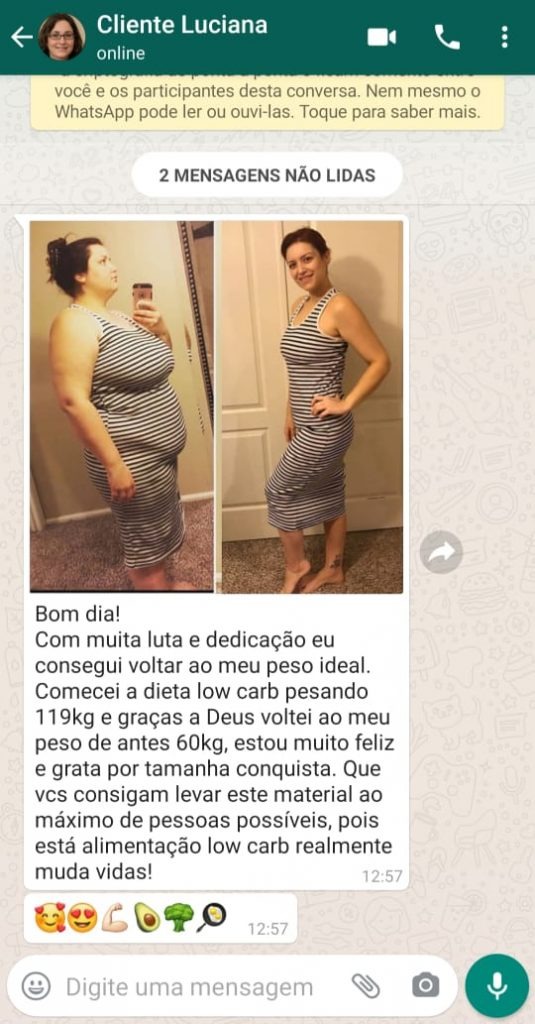 Cliente Luciana
online
você e os participantes desta conversa. Nem mesmo o
WhatsApp pode ler ou ouvi-las. Toque para saber mais.
2 MENSAGENS NÃO LIDAS
Bom dia!
Com muita luta e dedicação eu
consegui voltar ao meu peso ideal.
Comecei a dieta low carb pesando
119kg e graças a Deus voltei ao meu
peso de antes 60kg, estou muito feliz
e grata por tamanha conquista. Que
vcs consigam levar este material ao
máximo de pessoas possíveis, pois
está alimentação low carb realmente
muda vidas!
12:57
🥰😍💪🏻🥑🥦🍳 12:57
Digite uma mensagem